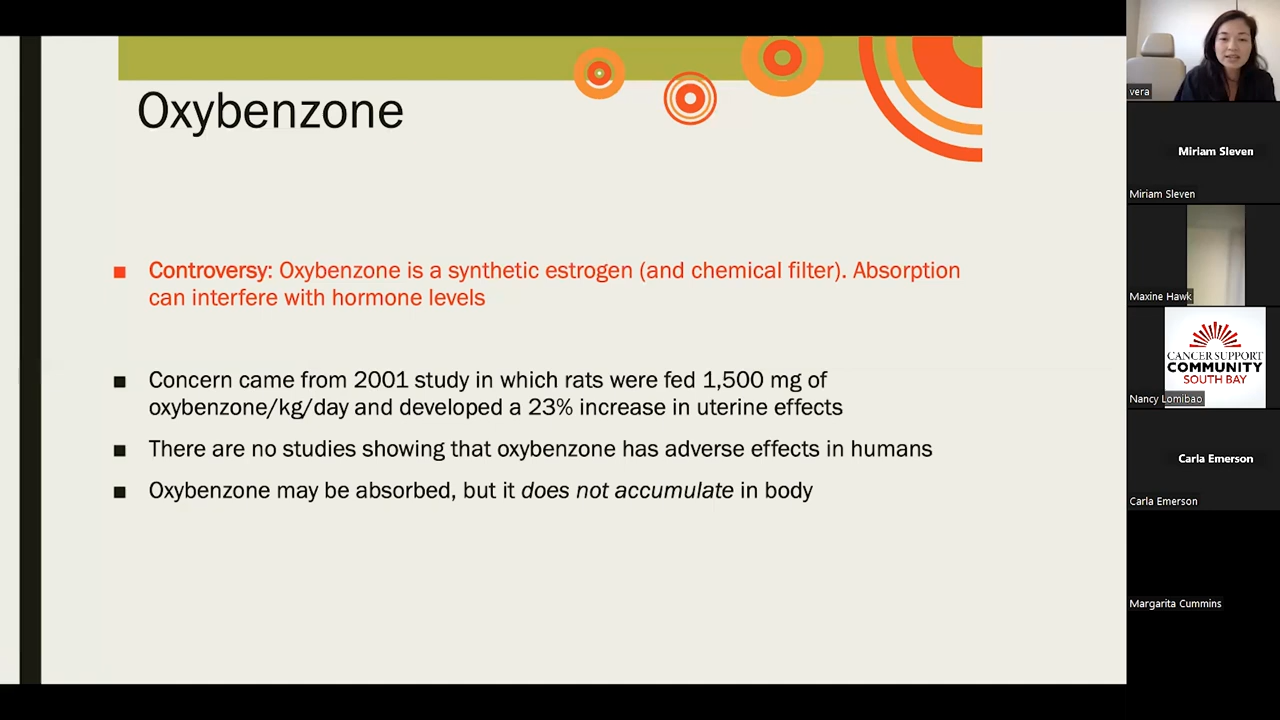 Oxybenzone
Controversy: Oxybenzone is a synthetic estrogen (and chemical filter). Absorption
can interfere with hormone levels
Concern came from 2001 study in which rats were fed 1,500 mg of
oxybenzone/kg/day and developed a 23% increase in uterine effects
There are no studies showing that oxybenzone has adverse effects in humans
Oxybenzone may be absorbed, but it does not accumulate in body
vera
Miriam Sleven
Miriam Sleven
Maxine Hawk
CANCER SUPPORT
COMMUNITY
SOUTH BAY
Nancy Lomibao
Carla Emerson
Carla Emerson
Margarita Cummins